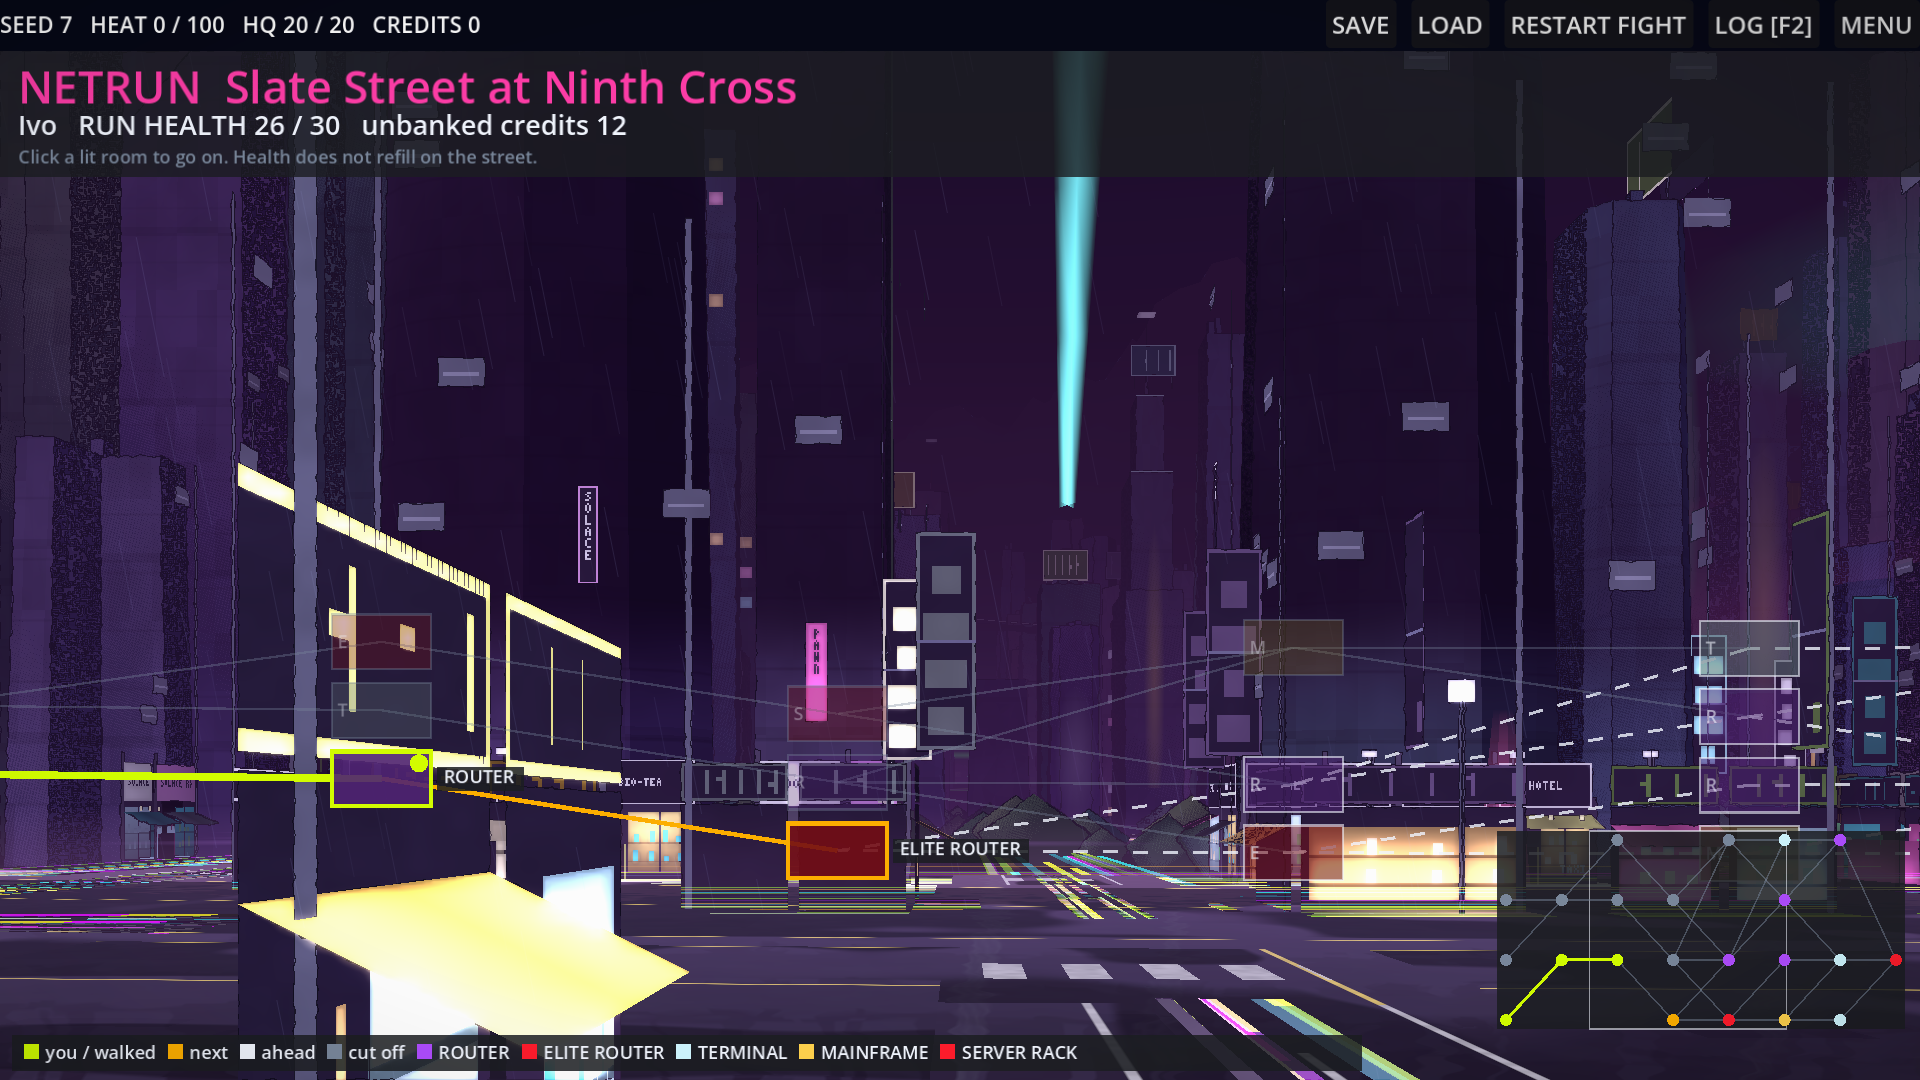 SEED 7 HEAT 0 / 100 HQ 20 / 20 CREDITS 0
SAVE LOAD RESTART FIGHT LOG [F2] MENU
NETRUN Slate Street at Ninth Cross
Ivo RUN HEALTH 26 / 30 unbanked credits 12
Click a lit room to go on. Health does not refill on the street.
SOLACE
PAWN
E
M
T
T
S
R
ROUTER
BIO-TEA
R
R
HOTEL
R
ELITE ROUTER
E
you / walked next ahead cut off ROUTER ELITE ROUTER TERMINAL MAINFRAME SERVER RACK